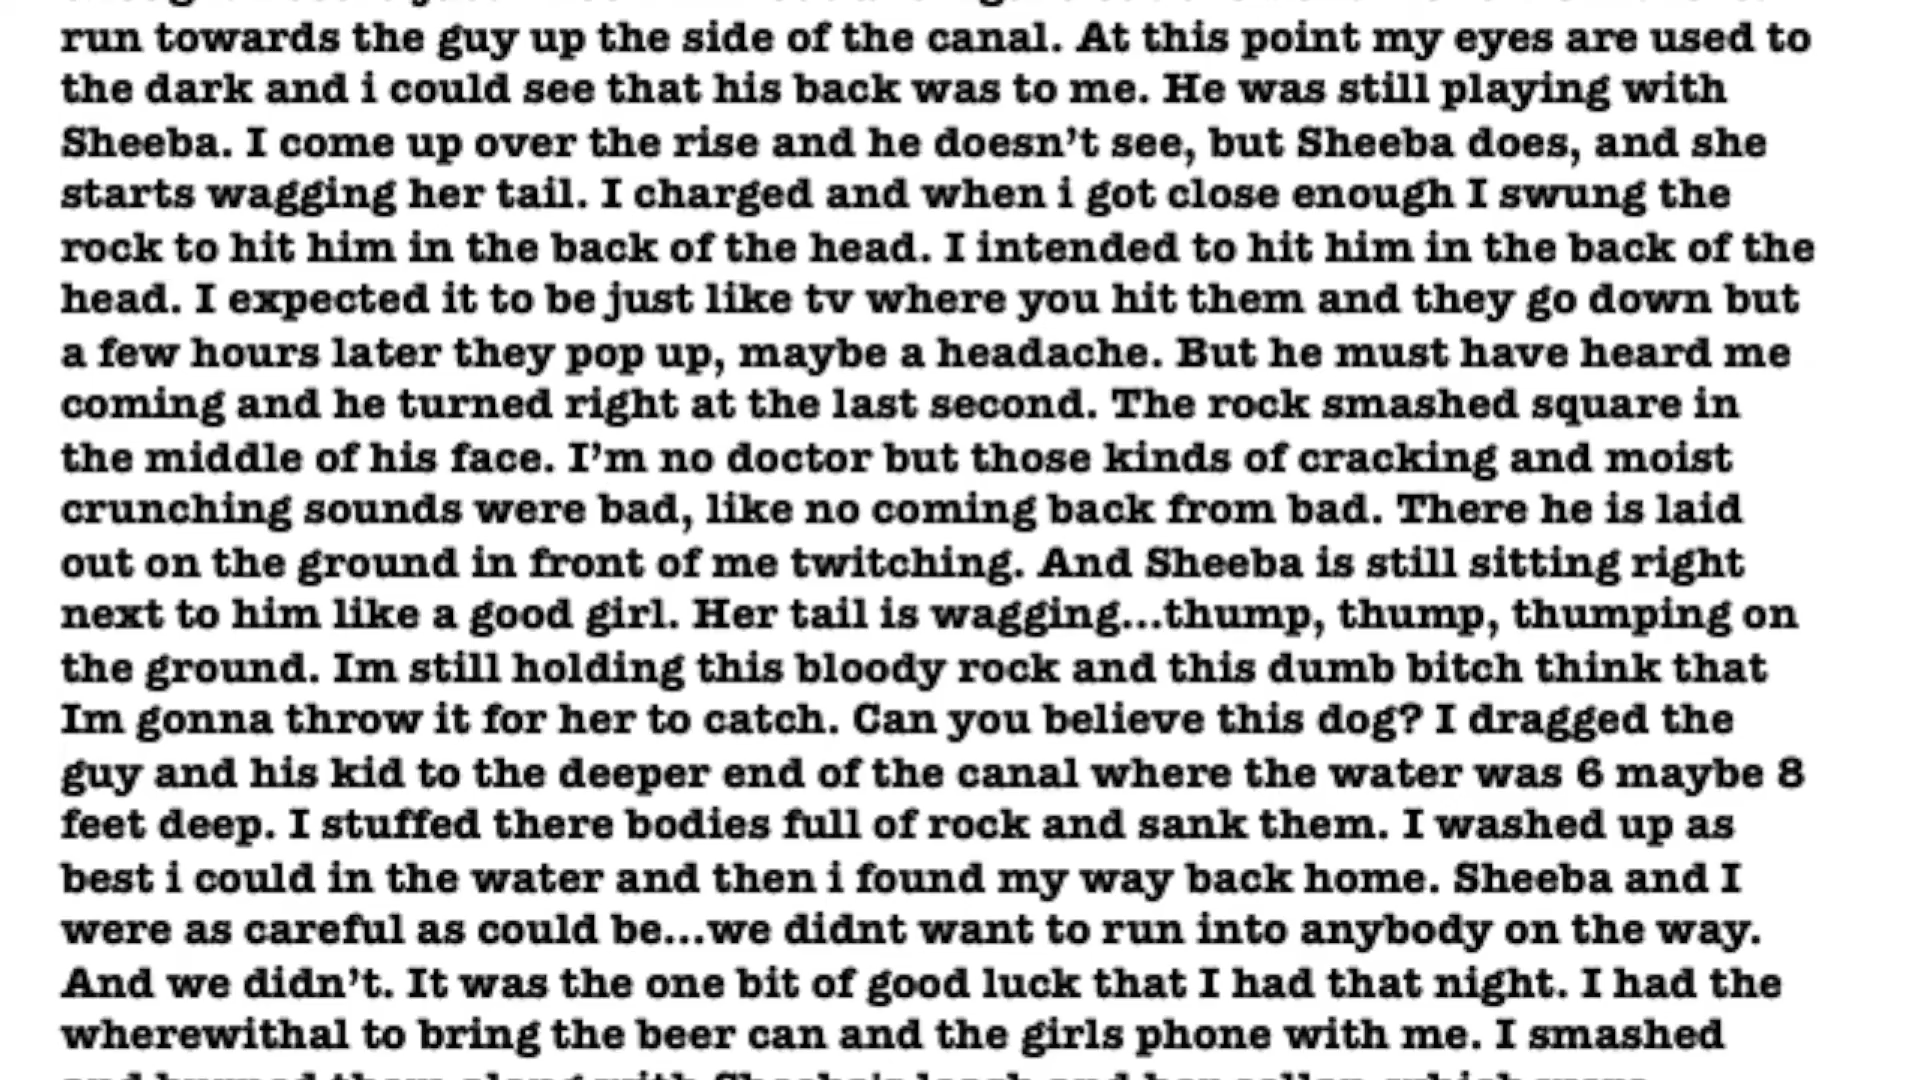 run towards the guy up the side of the canal. At this point my eyes are used to
the dark and i could see that his back was to me. He was still playing with
Sheeba. I come up over the rise and he doesn’t see, but Sheeba does, and she
starts wagging her tail. I charged and when i got close enough I swung the
rock to hit him in the back of the head. I intended to hit him in the back of the
head. I expected it to be just like tv where you hit them and they go down but
a few hours later they pop up, maybe a headache. But he must have heard me
coming and he turned right at the last second. The rock smashed square in
the middle of his face. I’m no doctor but those kinds of cracking and moist
crunching sounds were bad, like no coming back from bad. There he is laid
out on the ground in front of me twitching. And Sheeba is still sitting right
next to him like a good girl. Her tail is wagging...thump, thump, thumping on
the ground. Im still holding this bloody rock and this dumb bitch think that
Im gonna throw it for her to catch. Can you believe this dog? I dragged the
guy and his kid to the deeper end of the canal where the water was 6 maybe 8
feet deep. I stuffed there bodies full of rock and sank them. I washed up as
best i could in the water and then i found my way back home. Sheeba and I
were as careful as could be...we didnt want to run into anybody on the way.
And we didn’t. It was the one bit of good luck that I had that night. I had the
wherewithal to bring the beer can and the girls phone with me. I smashed